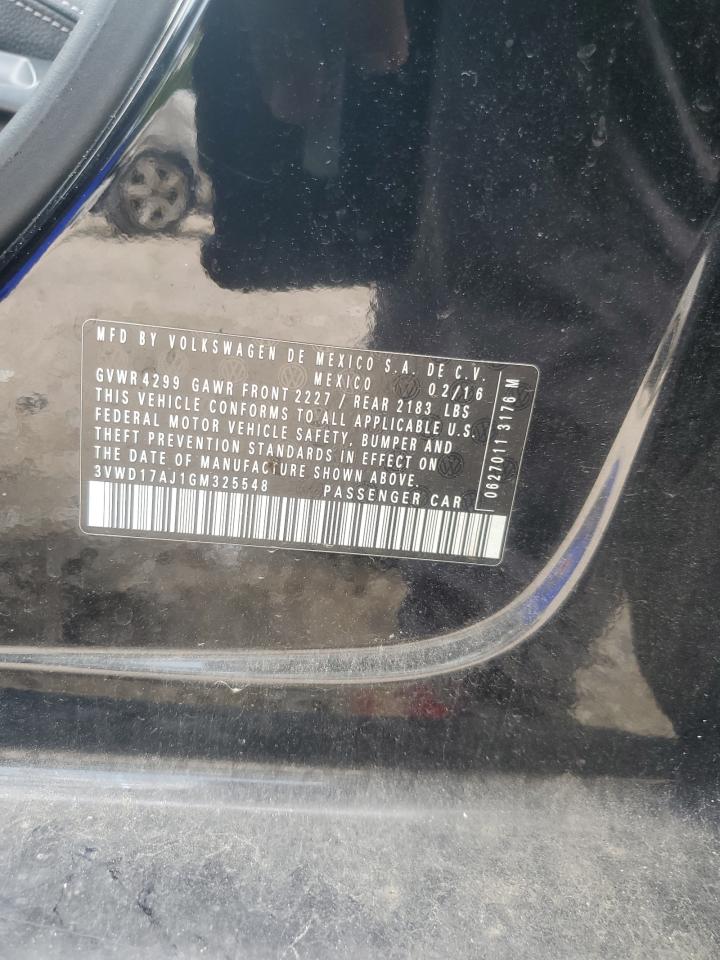 MFD BY VOLKSWAGEN DE MEXICO S.A. DE C.V.
MEXICO 02/16
GVWR 4299 GAWR FRONT 2227 / REAR 2183 LBS
THIS VEHICLE CONFORMS TO ALL APPLICABLE U.S.
FEDERAL MOTOR VEHICLE SAFETY, BUMPER AND
THEFT PREVENTION STANDARDS IN EFFECT ON
THE DATE OF MANUFACTURE SHOWN ABOVE.
3VWD17AJ1GM325548 PASSENGER CAR
0627011 3176 M